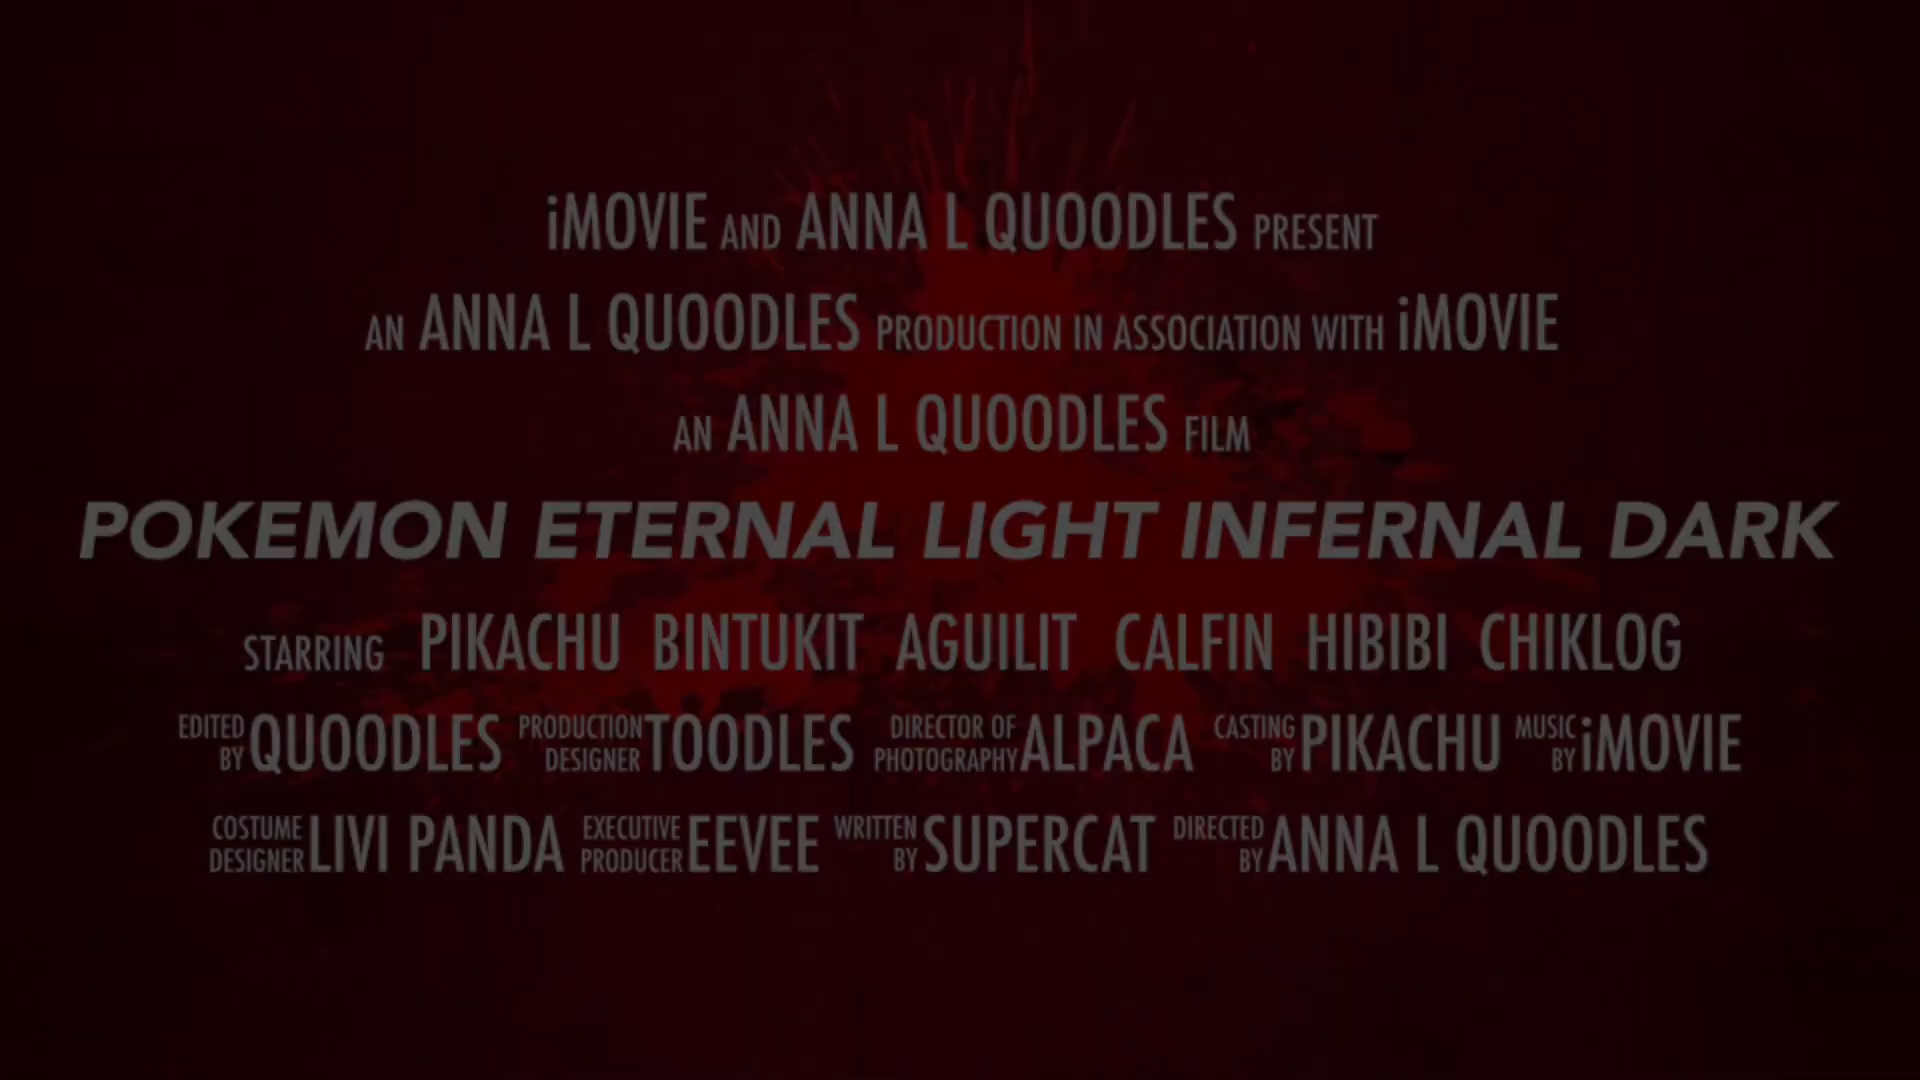 iMOVIE AND ANNA L QUOODLES PRESENT
AN ANNA L QUOODLES PRODUCTION IN ASSOCIATION WITH iMOVIE
AN ANNA L QUOODLES FILM
POKEMON ETERNAL LIGHT INFERNAL DARK
STARRING PIKACHU BINTUKIT AGUILIT CALFIN HIBIBI CHIKLOG
EDITED BY QUOODLES PRODUCTION DESIGNER TOODLES DIRECTOR OF PHOTOGRAPHY ALPACA CASTING BY PIKACHU MUSIC BY iMOVIE
COSTUME DESIGNER LIVI PANDA EXECUTIVE PRODUCER EEVEE WRITTEN BY SUPERCAT DIRECTED BY ANNA L QUOODLES